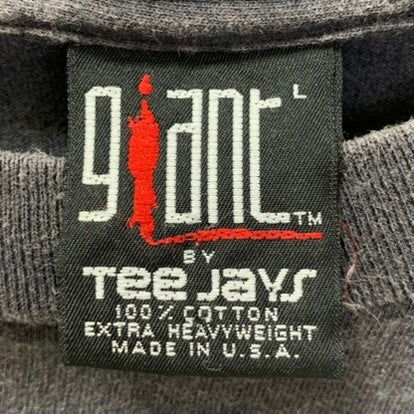 giant L
TM
BY
Tee Jays
100% COTTON
EXTRA HEAVYWEIGHT
MADE IN U.S.A.